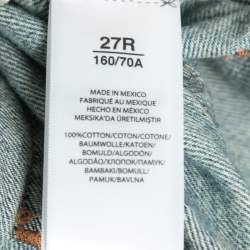 27R
160/70A
MADE IN MEXICO
FABRIQUÉ AU MEXIQUE
HECHO EN MÉXICO
MEKSIKA'DA ÜRETILMIŞTIR
100%COTTON/COTON/COTONE/
BAUMWOLLE/KATOEN/
BOMULD/ALGODÓN/
ALGODÃO/ХЛОПОК/ПАМУК/
BAMBAKI/BOMULL/
PAMUK/BAVLNA